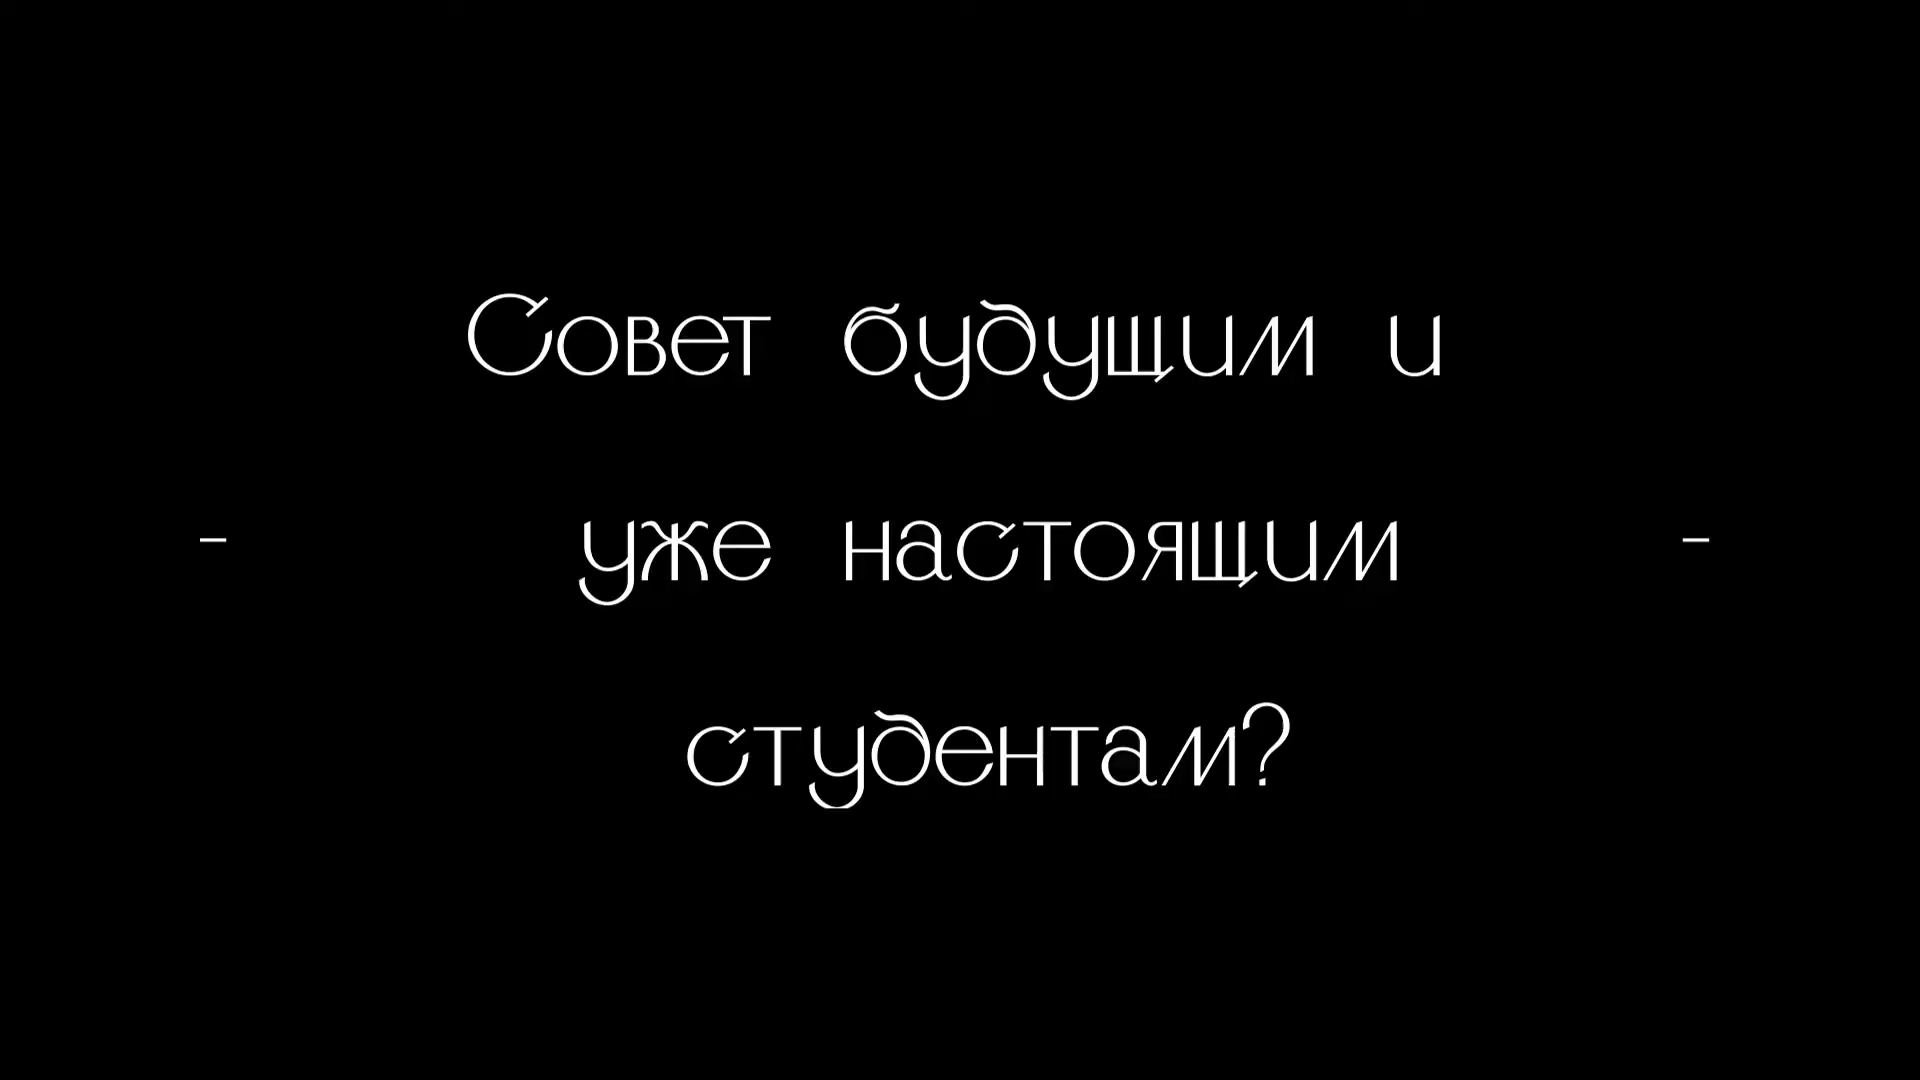 Совет будущим и
- уже настоящим -
студентам?